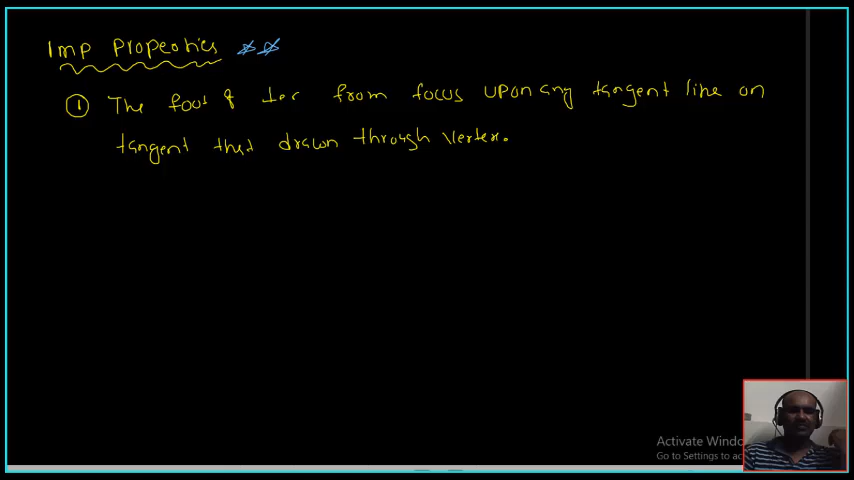 Imp Propeoties
① The foot of ⊥er from focus upon any tangent line on
tangent that drawn through vertex.
Activate Windo
Go to Settings to ac